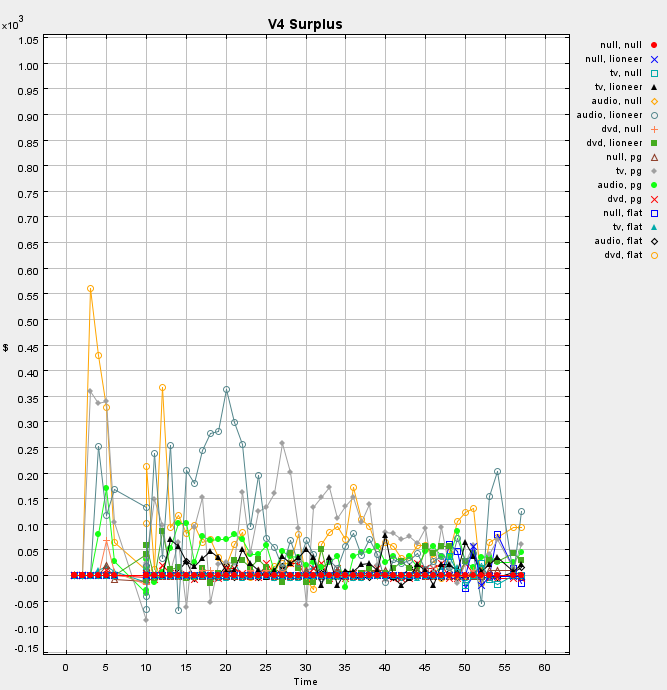 V4 Surplus
x10^3
1.05
1.00
0.95
0.90
0.85
0.80
0.75
0.70
0.65
0.60
0.55
0.50
0.45
0.40
0.35
0.30
0.25
0.20
0.15
0.10
0.05
-0.00
-0.05
-0.10
-0.15
$
0 5 10 15 20 25 30 35 40 45 50 55 60
Time
null, null
null, lioneer
tv, null
tv, lioneer
audio, null
audio, lioneer
dvd, null
dvd, lioneer
null, pg
tv, pg
audio, pg
dvd, pg
null, flat
tv, flat
audio, flat
dvd, flat